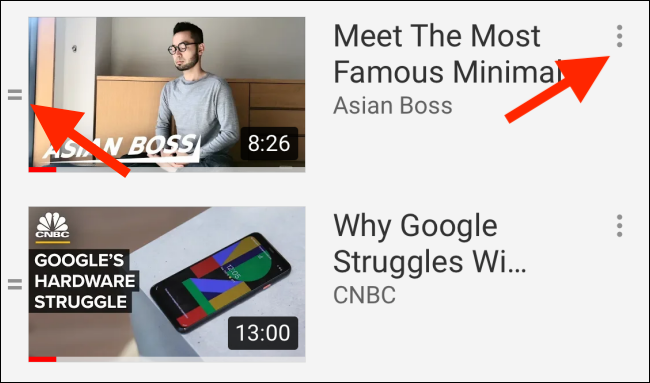 Meet The Most
Famous Minimal
Asian Boss
ASIAN BOSS
8:26
Why Google
Struggles Wi...
CNBC
CNBC
GOOGLE'S
HARDWARE
STRUGGLE
13:00